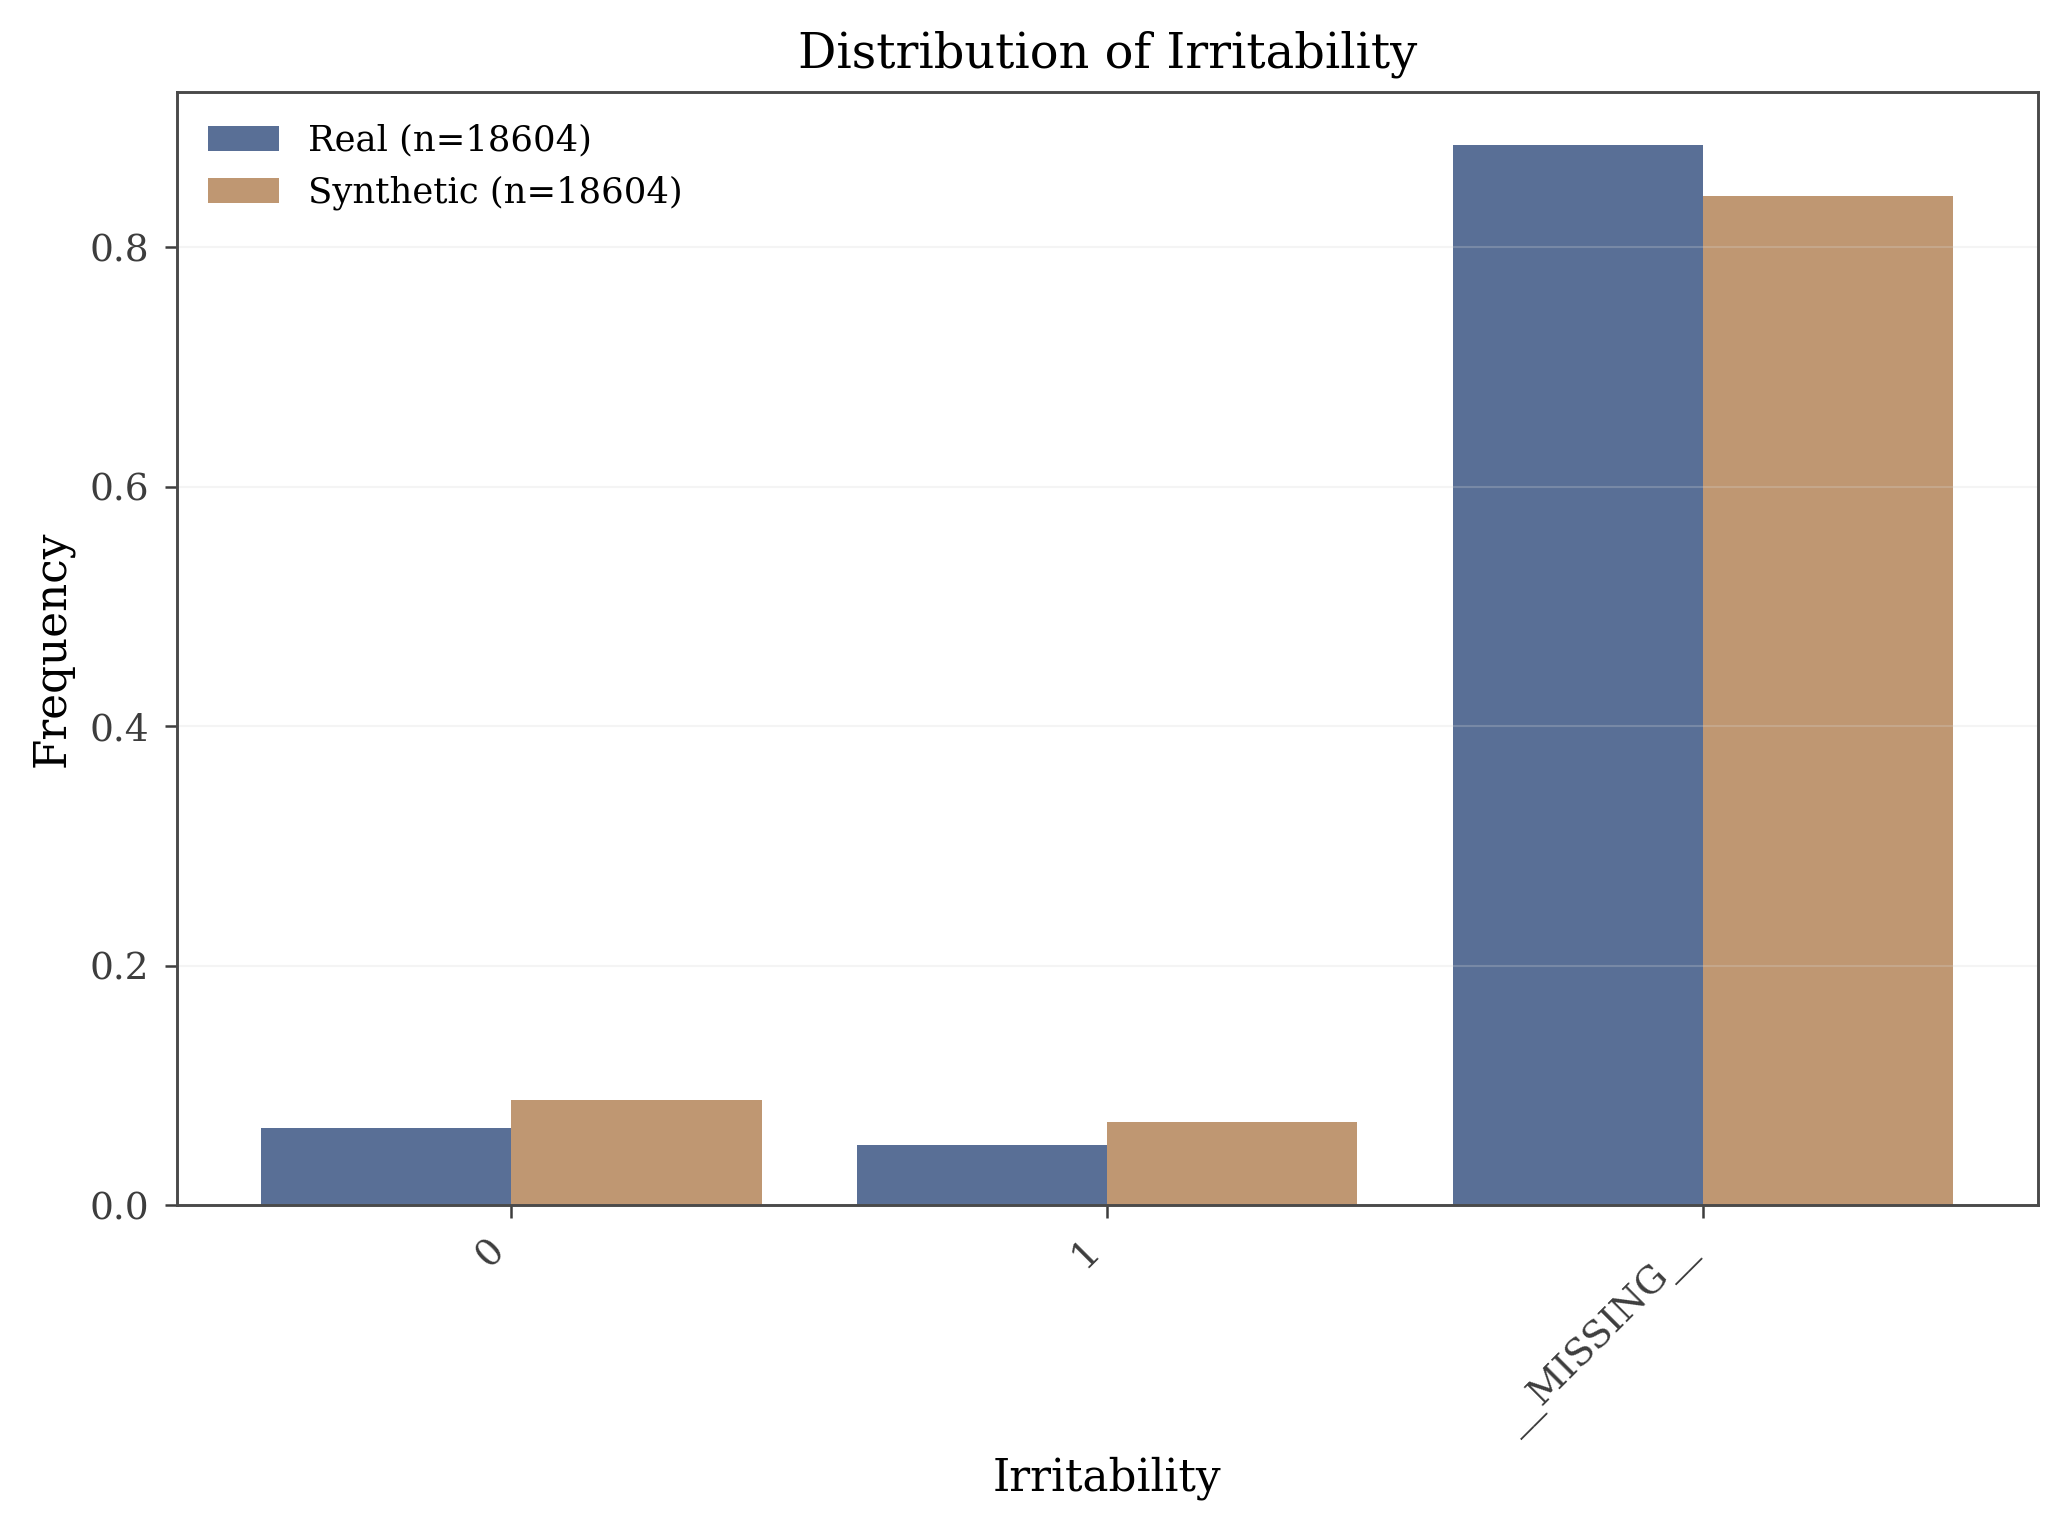 Distribution of Irritability
Real (n=18604)
Synthetic (n=18604)
Frequency
0.8
0.6
0.4
0.2
0.0
0
1
__MISSING__
Irritability